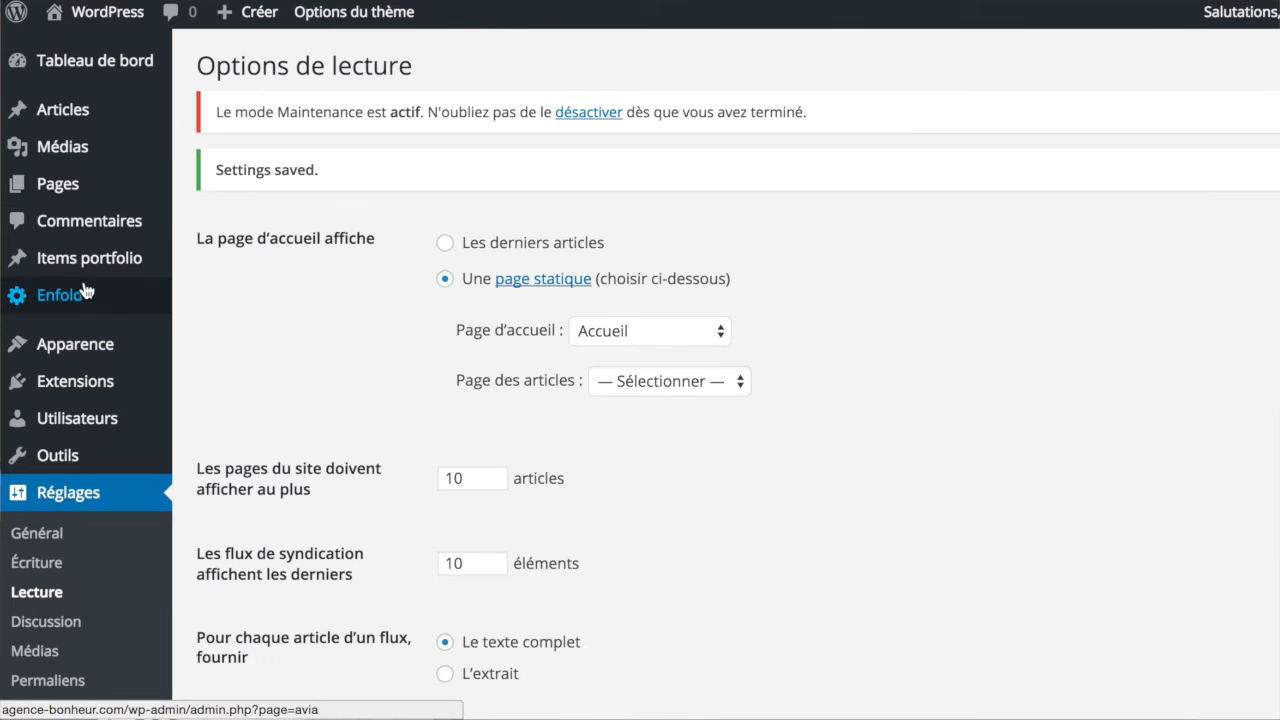 WordPress 0 Créer Options du thème Salutations,
Tableau de bord
Articles
Médias
Pages
Commentaires
Items portfolio
Enfold
Apparence
Extensions
Utilisateurs
Outils
Réglages
Général
Écriture
Lecture
Discussion
Médias
Permaliens
Options de lecture
Le mode Maintenance est actif. N'oubliez pas de le désactiver dès que vous avez terminé.
Settings saved.
La page d’accueil affiche
Les derniers articles
Une page statique (choisir ci-dessous)
Page d’accueil : Accueil
Page des articles : — Sélectionner —
Les pages du site doivent
afficher au plus
10 articles
Les flux de syndication
affichent les derniers
10 éléments
Pour chaque article d’un flux,
fournir
Le texte complet
L’extrait
agence-bonheur.com/wp-admin/admin.php?page=avia